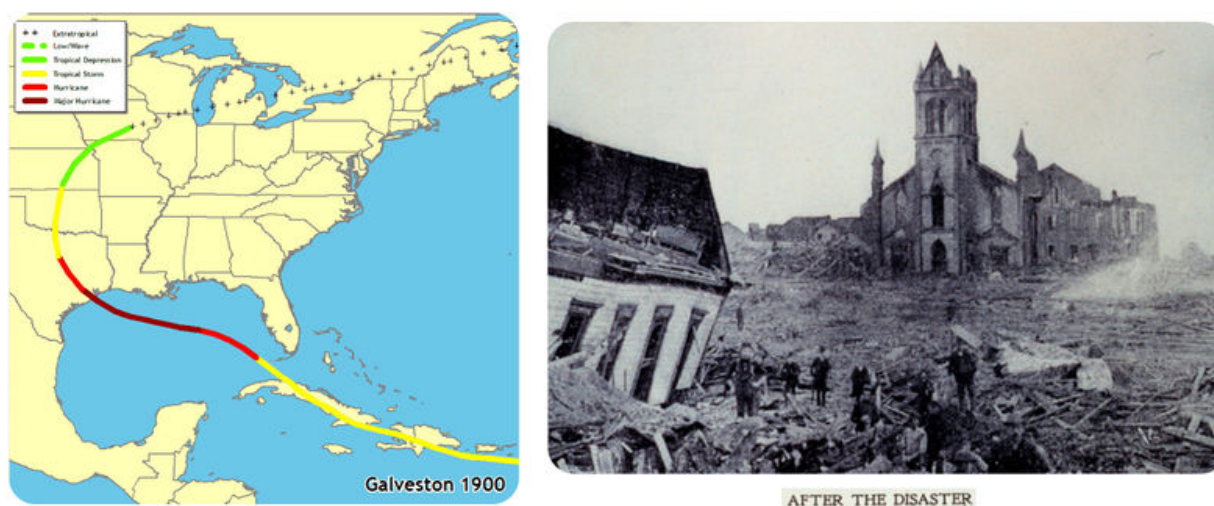 Extratropical
Low/Wave
Tropical Depression
Tropical Storm
Hurricane
Major Hurricane
Galveston 1900
AFTER THE DISASTER